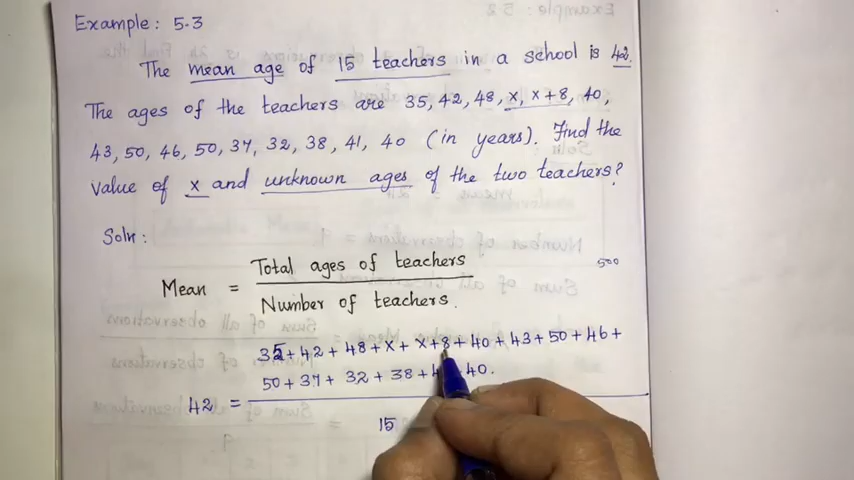 Example: 5.3
The mean age of 15 teachers in a school is 42.
The ages of the teachers are 35, 42, 48, x, x+8, 40,
43, 50, 46, 50, 37, 32, 38, 41, 40 (in years). Find the
value of x and unknown ages of the two teachers?
Soln:
Mean = Total ages of teachers
Number of teachers.
500
35+42+48+x+x+8+40+43+50+46+
50+37+32+38+4 40.
42 =
15